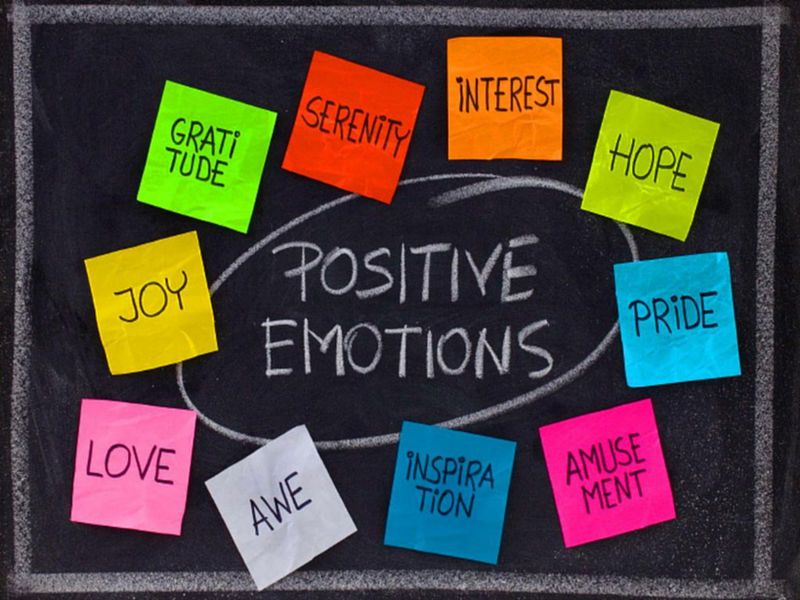 GRATI
TUDE
SERENiTY
iNTEREST
HOPE
JOY
POSITIVE
EMOTIONS
PRiDE
LOVE
AWE
iNSPiRA
TiON
AMUSE
MENT